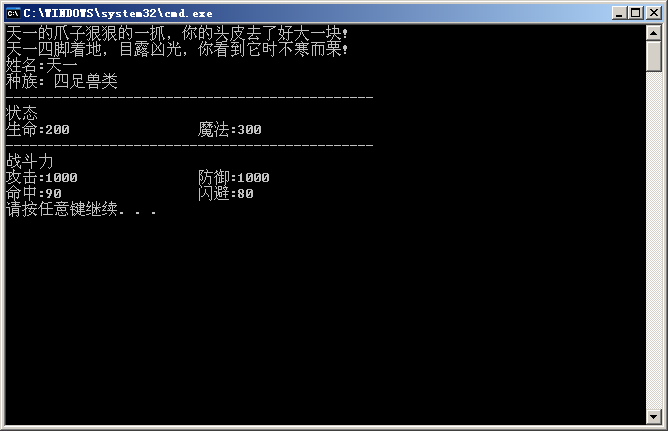 C:\WINDOWS\system32\cmd.exe
天一的爪子狠狠的一抓，你的头皮去了好大一块!
天一四脚着地，目露凶光，你看到它时不寒而栗!
姓名:天一
种族: 四足兽类
----------------------------------------------
状态
生命:200 魔法:300
----------------------------------------------
战斗力
攻击:1000 防御:1000
命中:90 闪避:80
请按任意键继续. . .